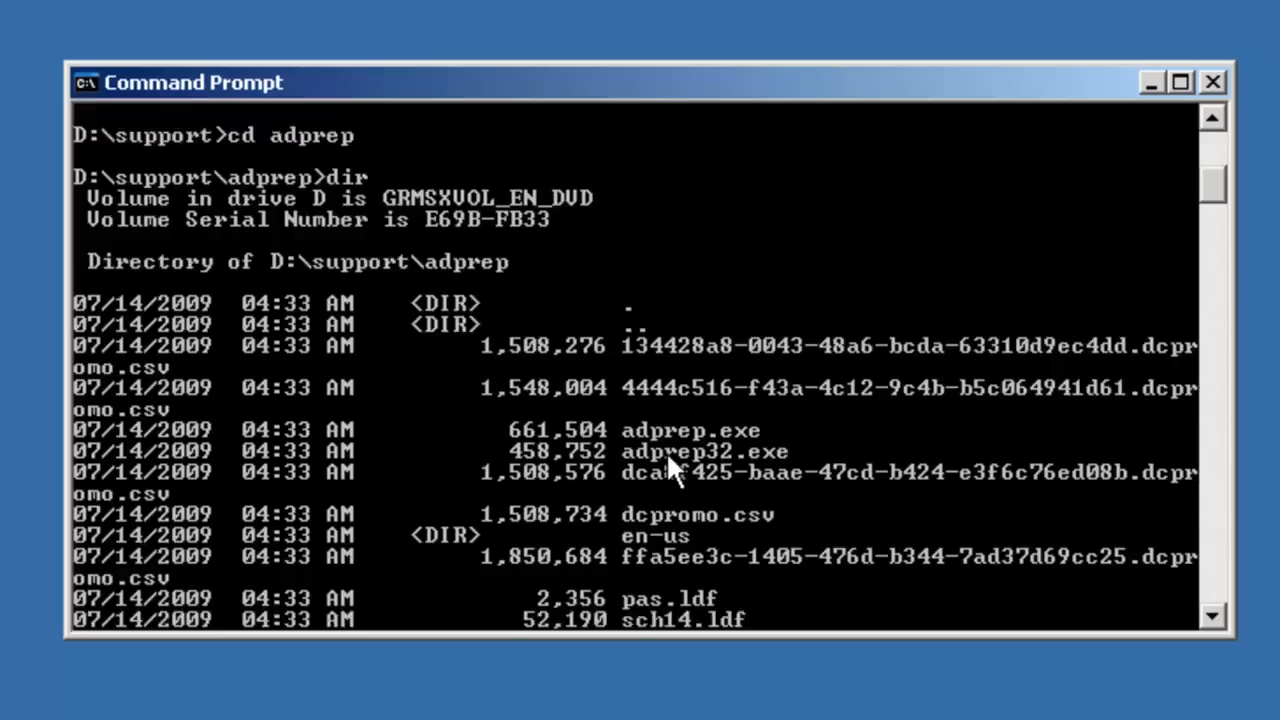 Command Prompt
D:\support>cd adprep
D:\support\adprep>dir
Volume in drive D is GRMSXVOL_EN_DVD
Volume Serial Number is E69B-FB33
Directory of D:\support\adprep
07/14/2009 04:33 AM <DIR> .
07/14/2009 04:33 AM <DIR> ..
07/14/2009 04:33 AM 1,508,276 134428a8-0043-48a6-bcda-63310d9ec4dd.dcpr
omo.csv
07/14/2009 04:33 AM 1,548,004 4444c516-f43a-4c12-9c4b-b5c064941d61.dcpr
omo.csv
07/14/2009 04:33 AM 661,504 adprep.exe
07/14/2009 04:33 AM 458,752 adprep32.exe
07/14/2009 04:33 AM 1,508,576
omo.csv
07/14/2009 04:33 AM 1,508,734 dcpromo.csv
07/14/2009 04:33 AM <DIR> en-us
07/14/2009 04:33 AM 1,850,684 ffa5ee3c-1405-476d-b344-7ad37d69cc25.dcpr
omo.csv
07/14/2009 04:33 AM 2,356 pas.ldf
07/14/2009 04:33 AM 52,190 sch14.ldf